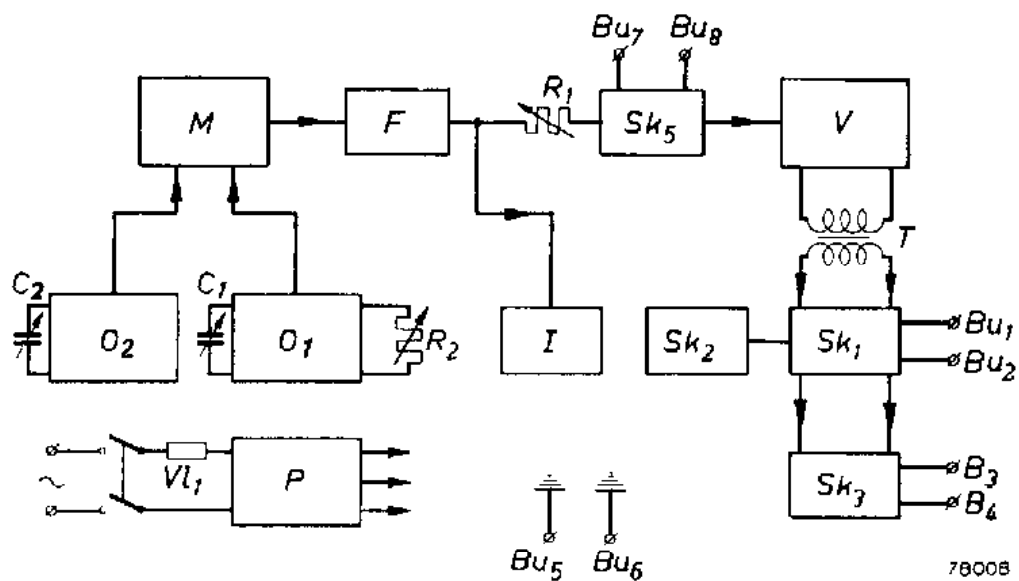 Bu7 Bu8
M F R1 Sk5 V
T
C2 O2 C1 O1 R2 I Sk2 Sk1 Bu1
Bu2
~ Vl1 P Sk3 B3
B4
Bu5 Bu6
78008